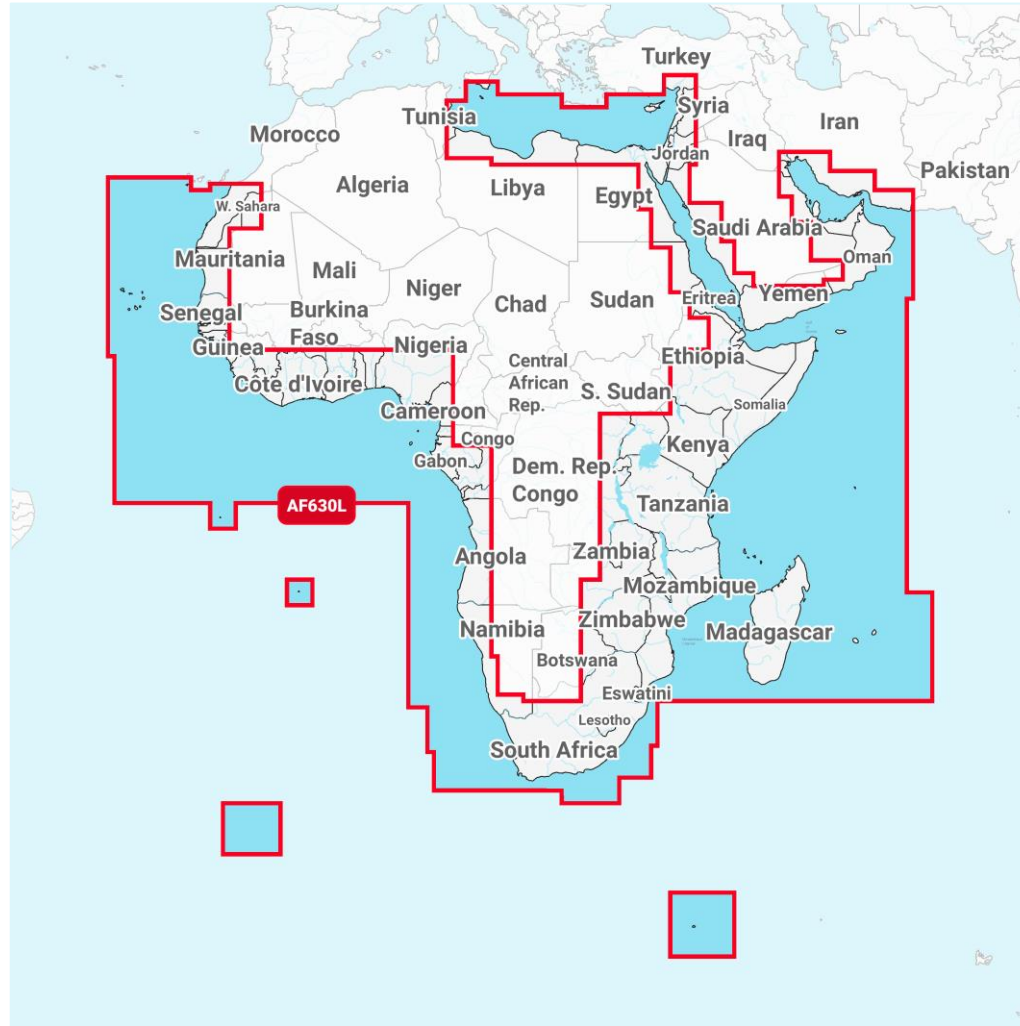 Turkey
Tunisia
Syria
Morocco
Iraq
Iran
Jordan
Pakistan
Algeria
Libya
Egypt
W. Sahara
Saudi Arabia
Mauritania
Oman
Mali
Niger
Chad
Sudan
Eritrea
Yemen
Senegal
Burkina
Faso
Guinea
Nigeria
Ethiopia
Côte d'Ivoire
Central
African
Rep.
S. Sudan
Somalia
Cameroon
Congo
Kenya
Gabon
Dem. Rep.
Congo
AF630L
Tanzania
Angola
Zambia
Mozambique
Namibia
Zimbabwe
Madagascar
Botswana
Eswatini
Lesotho
South Africa